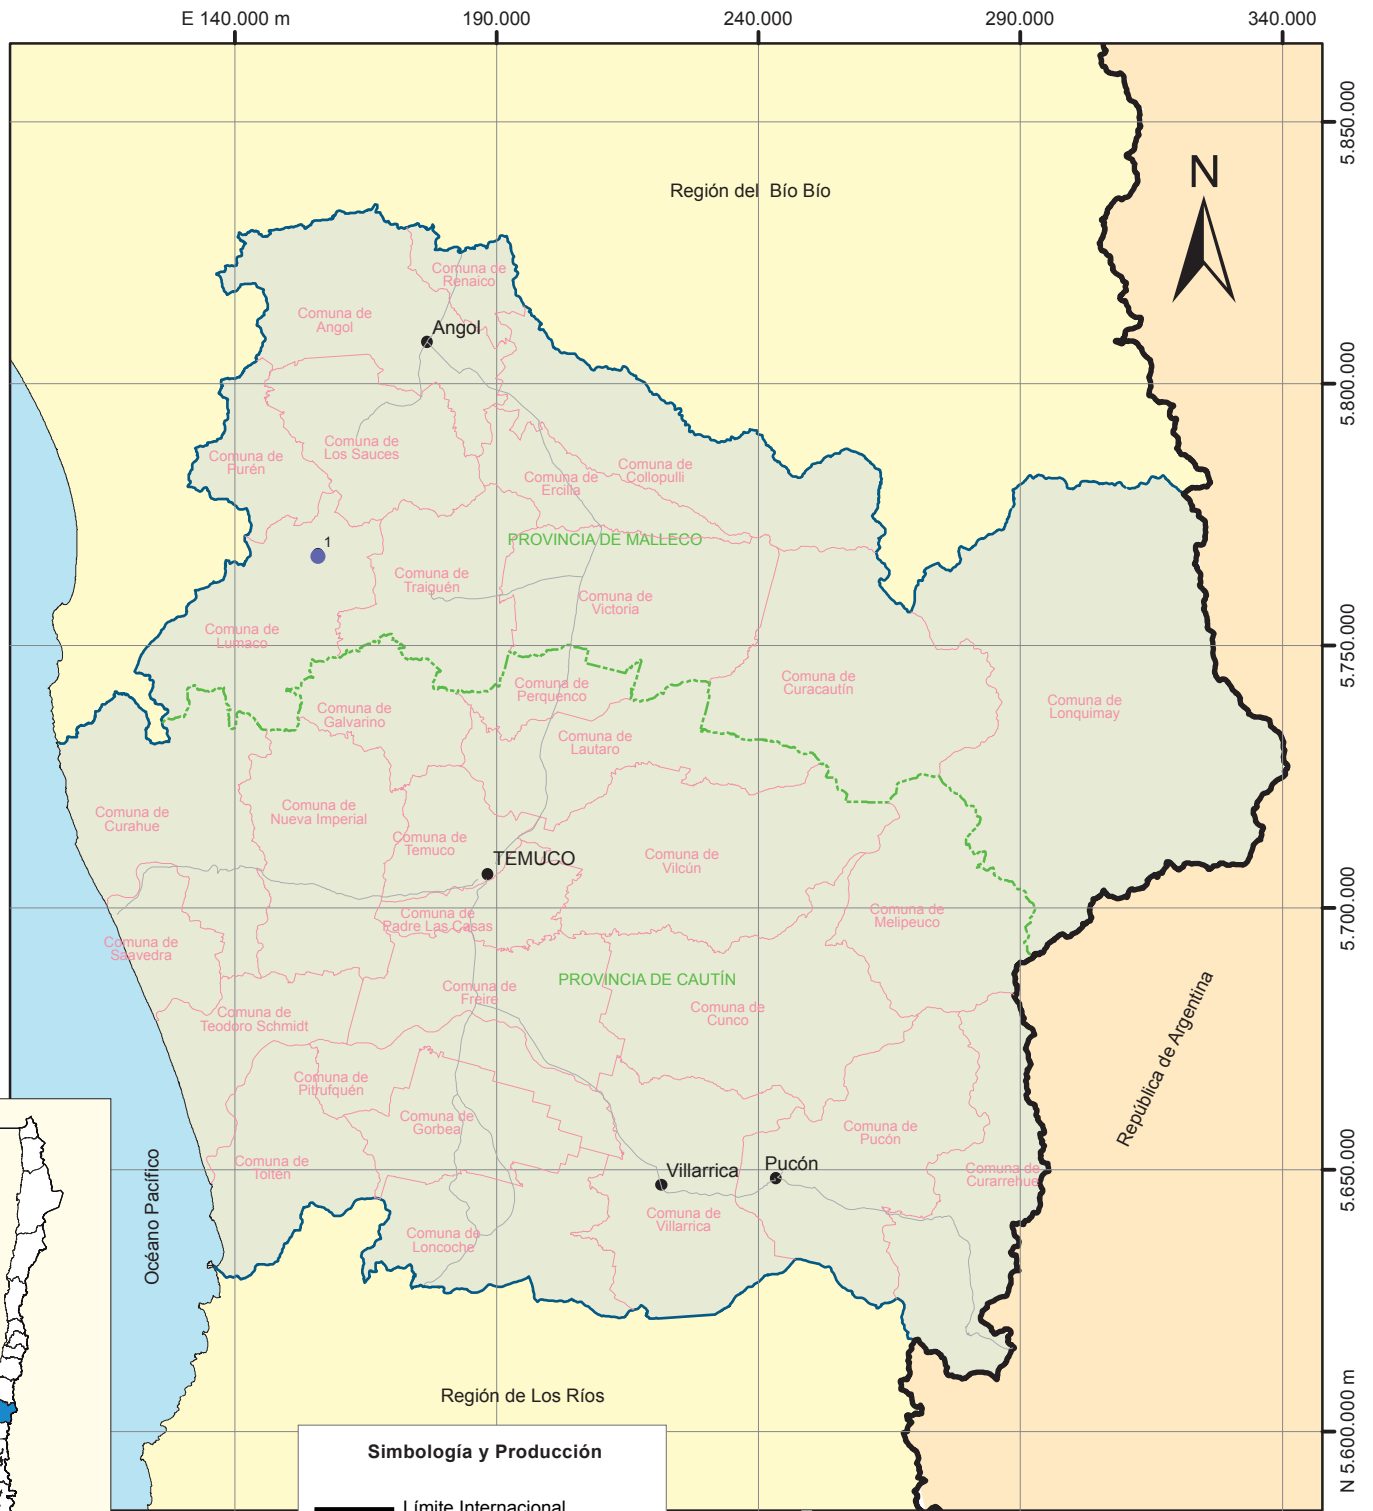 E 140.000 m
190.000
240.000
290.000
340.000
5.850.000
N
Región del Bío Bío
Comuna de
Renaico
Comuna de
Angol
Angol
5.800.000
Comuna de
Los Sauces
Comuna de
Purén
Comuna de
Collopulli
Comuna de
Ercilla
PROVINCIA DE MALLECO
1
Comuna de
Traiguén
Comuna de
Victoria
Comuna de
Lumaco
5.750.000
Comuna de
Curacautín
Comuna de
Perquenco
Comuna de
Lonquimay
Comuna de
Galvarino
Comuna de
Lautaro
Comuna de
Curahue
Comuna de
Nueva Imperial
Comuna de
Temuco
TEMUCO
Comuna de
Vilcún
5.700.000
Comuna de
Padre Las Casas
Comuna de
Melipeuco
Comuna de
Saavedra
PROVINCIA DE CAUTÍN
Comuna de
Freire
Comuna de
Cunco
Comuna de
Teodoro Schmidt
República de Argentina
Comuna de
Pitrufquén
Comuna de
Gorbea
Comuna de
Pucón
Comuna de
Toltén
Villarrica
Pucón
Comuna de
Curarrehue
5.650.000
Océano Pacífico
Comuna de
Villarrica
Comuna de
Loncoche
Región de Los Ríos
N 5.600.000 m
Simbología y Producción
Límite Internacional